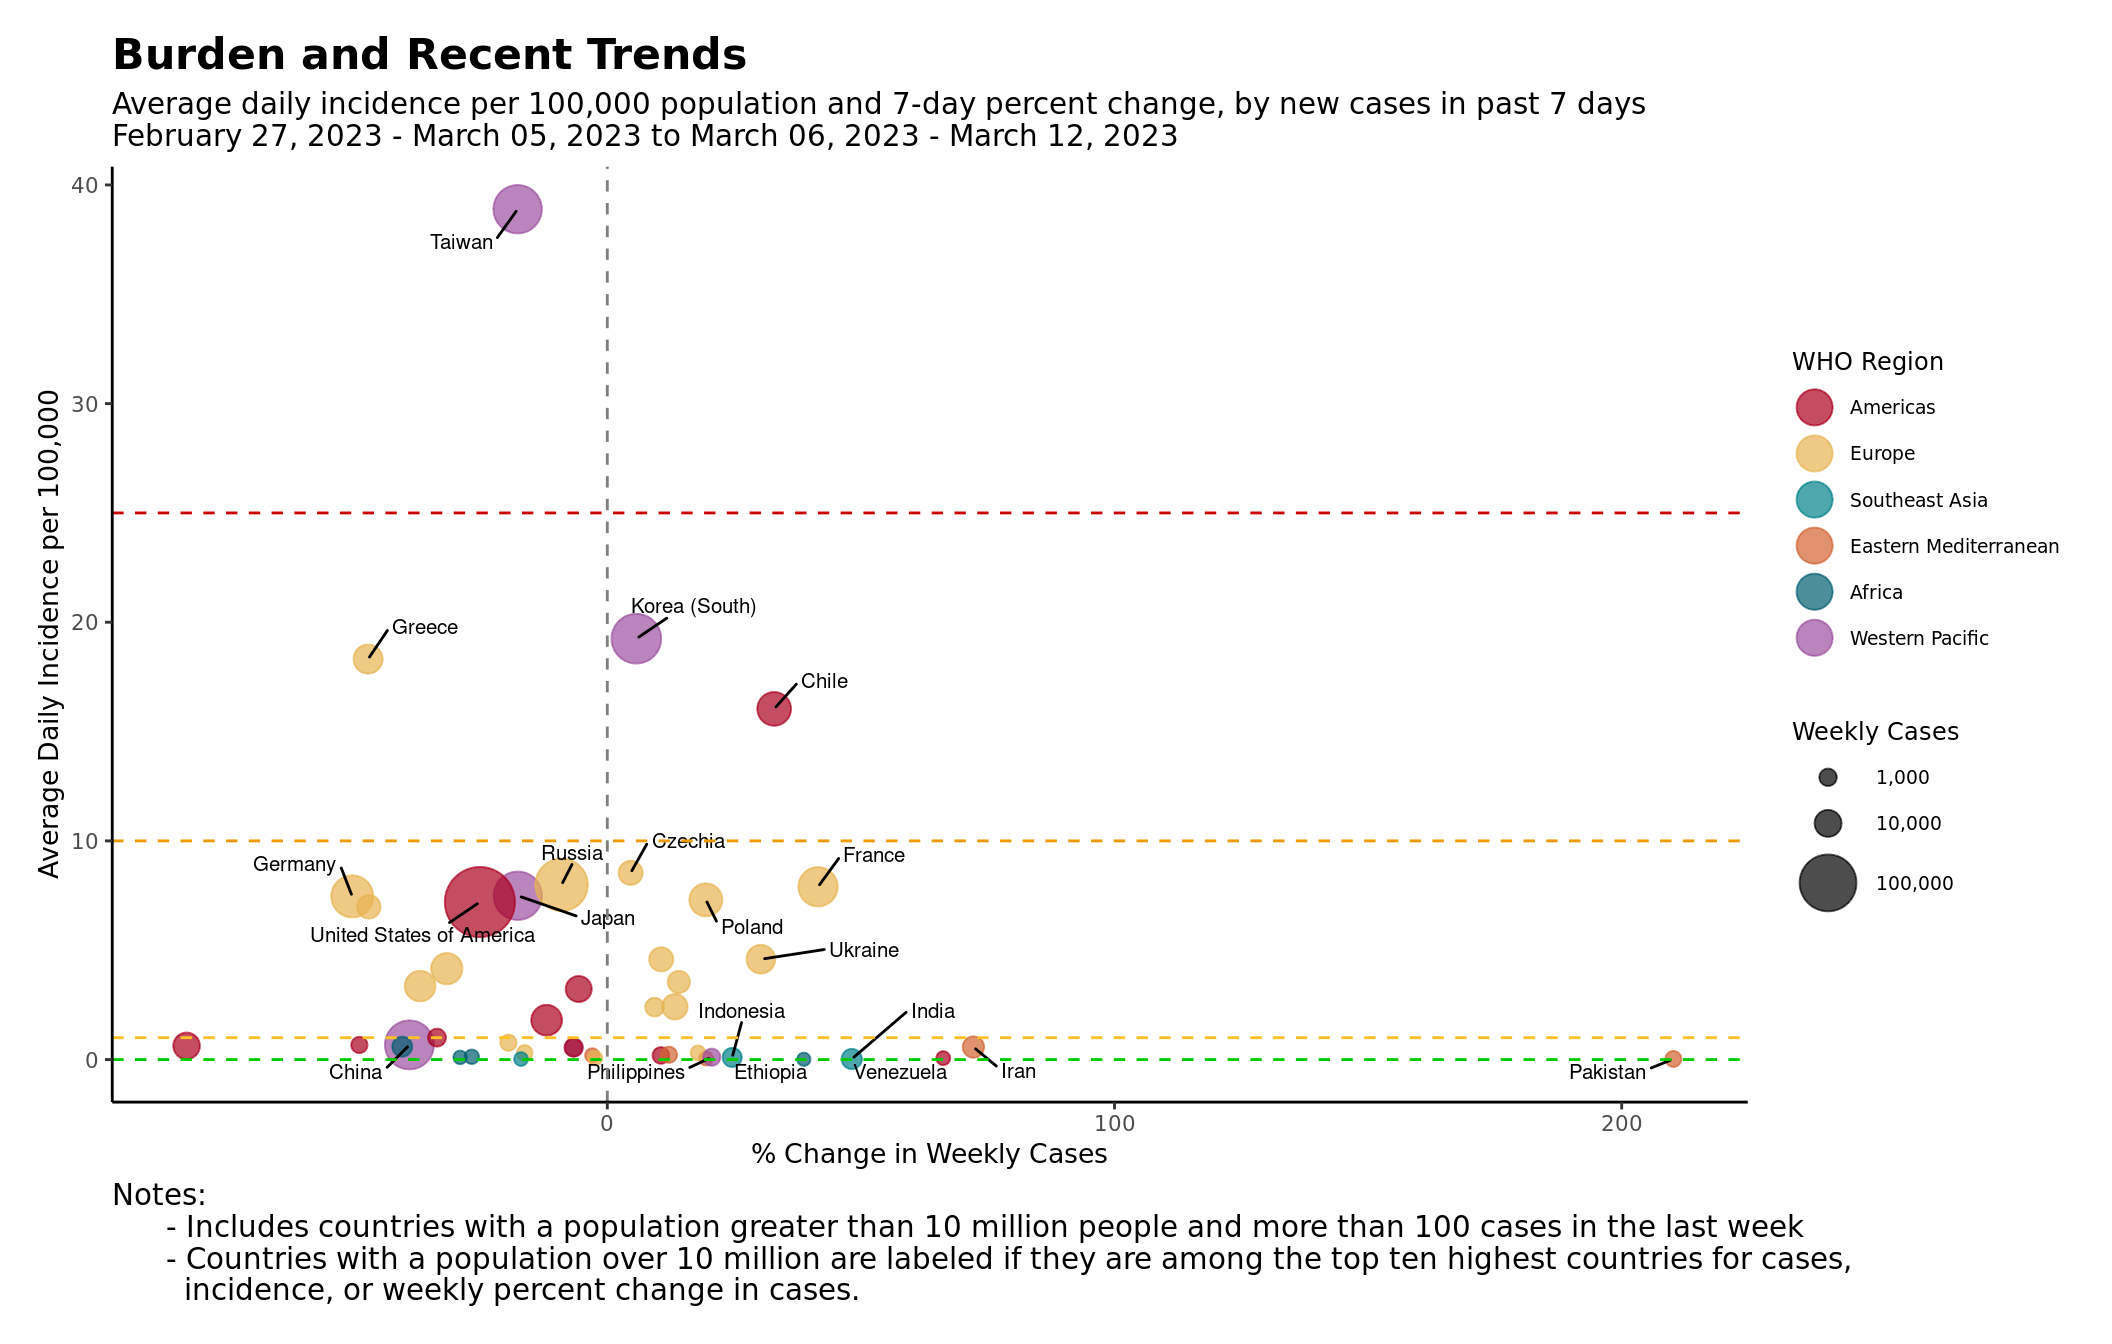 Burden and Recent Trends
Average daily incidence per 100,000 population and 7-day percent change, by new cases in past 7 days
February 27, 2023 - March 05, 2023 to March 06, 2023 - March 12, 2023
Average Daily Incidence per 100,000
40
30
20
10
0
Taiwan
Korea (South)
Greece
Chile
Czechia
Russia
France
Germany
Japan
Poland
United States of America
Ukraine
Indonesia
India
China
Philippines
Ethiopia
Venezuela
Iran
Pakistan
0
100
200
% Change in Weekly Cases
WHO Region
Americas
Europe
Southeast Asia
Eastern Mediterranean
Africa
Western Pacific
Weekly Cases
1,000
10,000
100,000
Notes:
- Includes countries with a population greater than 10 million people and more than 100 cases in the last week
- Countries with a population over 10 million are labeled if they are among the top ten highest countries for cases,
incidence, or weekly percent change in cases.